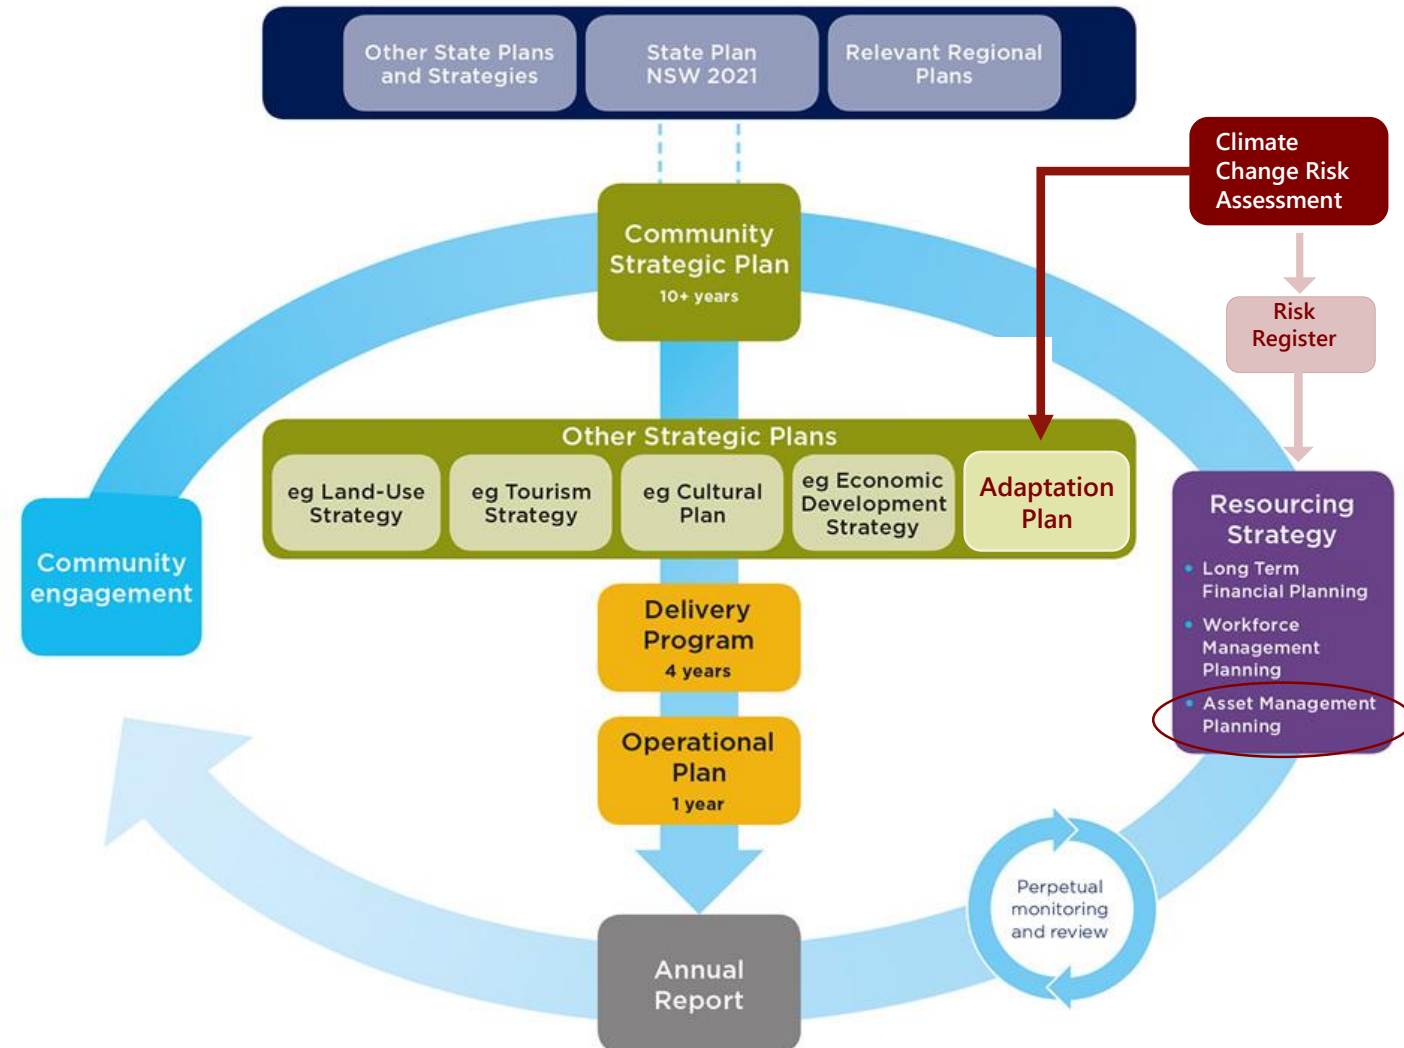 Other State Plans
and Strategies
State Plan
NSW 2021
Relevant Regional
Plans
Climate
Change Risk
Assessment
Community
Strategic Plan
10+ years
Risk
Register
Other Strategic Plans
eg Land-Use
Strategy
eg Tourism
Strategy
eg Cultural
Plan
eg Economic
Development
Strategy
Adaptation
Plan
Resourcing
Strategy
• Long Term
Financial Planning
• Workforce
Management
Planning
• Asset Management
Planning
Community
engagement
Delivery
Program
4 years
Operational
Plan
1 year
Perpetual
monitoring
and review
Annual
Report